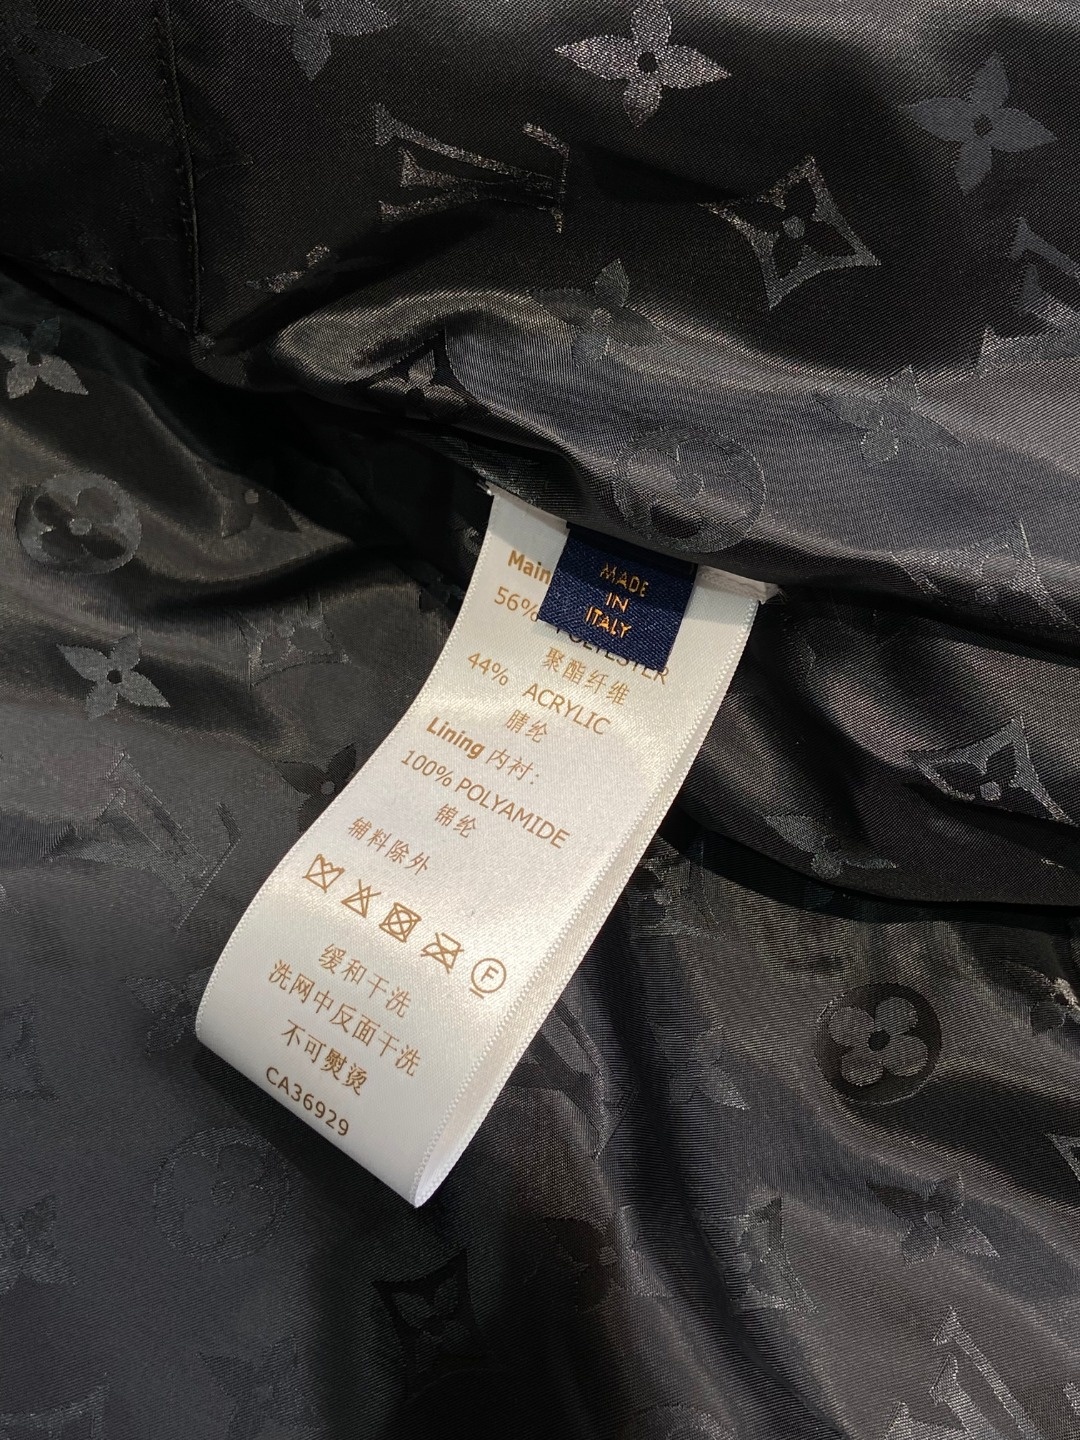 MADE
IN
ITALY
Main
56% POLYESTER
聚酯纤维
44% ACRYLIC
腈纶
Lining 内衬:
100% POLYAMIDE
锦纶
辅料除外
F
缓和干洗
洗网中反面干洗
不可熨烫
CA36929